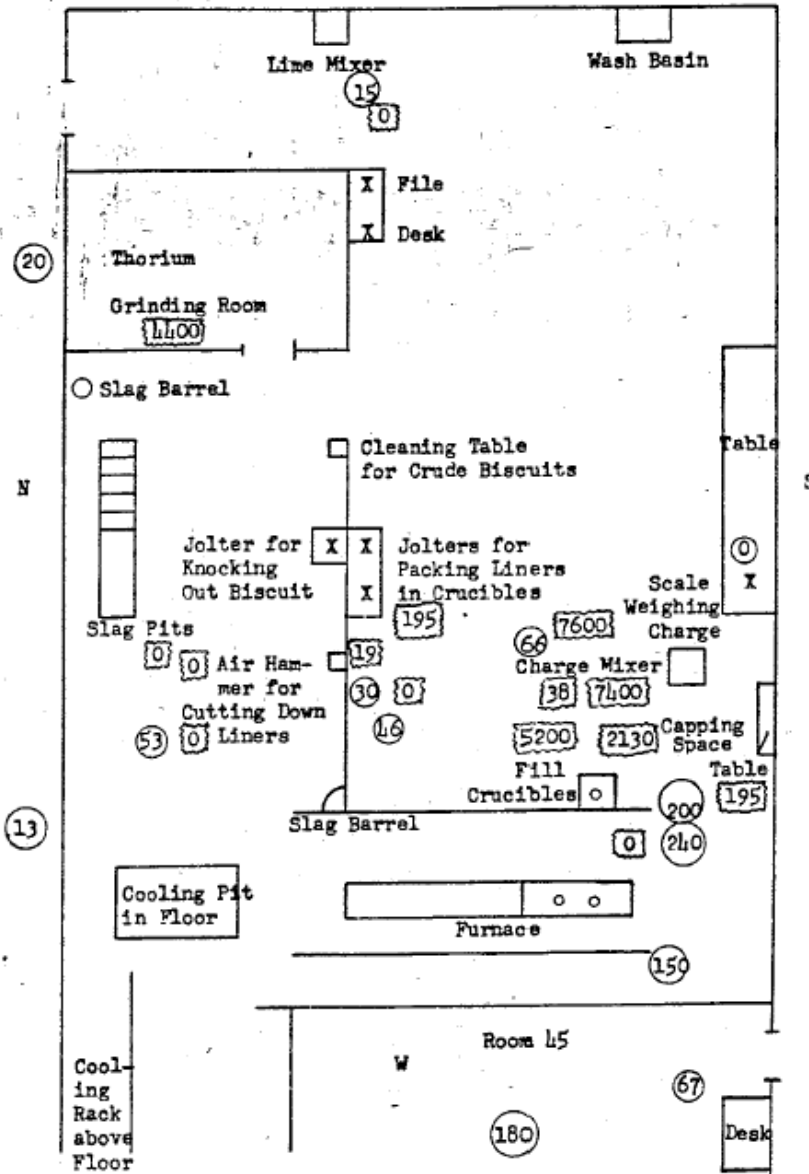 Lime Mixer
Wash Basin
15
0
X File
X Desk
20
Thorium
Grinding Room
4400
Slag Barrel
Cleaning Table
for Crude Biscuits
Table
N
S
Jolter for
Knocking
Out Biscuit
X
X
X
Jolters for
Packing Liners
in Crucibles
0
X
Scale
Weighing
Charge
195
7600
66
Slag Pits
0
0
Air Ham-
mer for
Cutting Down
Liners
19
30
0
46
Charge Mixer
38
7400
53
0
5200
2130
Capping
Space
Fill
Crucibles
Table
195
200
13
Slag Barrel
0
240
Cooling Pit
in Floor
Furnace
150
Room 45
W
Cool-
ing
Rack
above
Floor
67
180
Desk